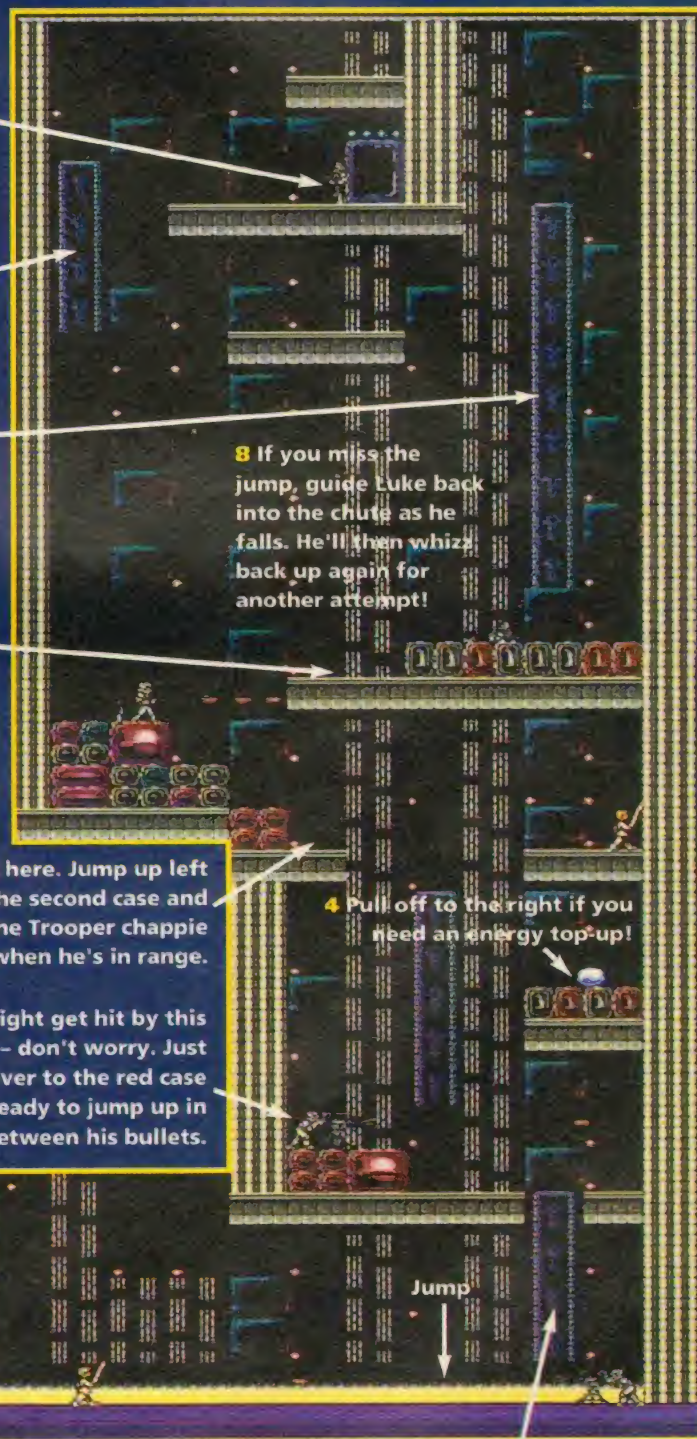 8 If you miss the
jump, guide Luke back
into the chute as he
falls. He'll then whizz
back up again for
another attempt!
here. Jump up left
he second case and
he Trooper chappie
when he's in range.
4 Pull off to the right if you
need an energy top-up!
ight get hit by this
– don't worry. Just
ver to the red case
eady to jump up in
etween his bullets.
Jump